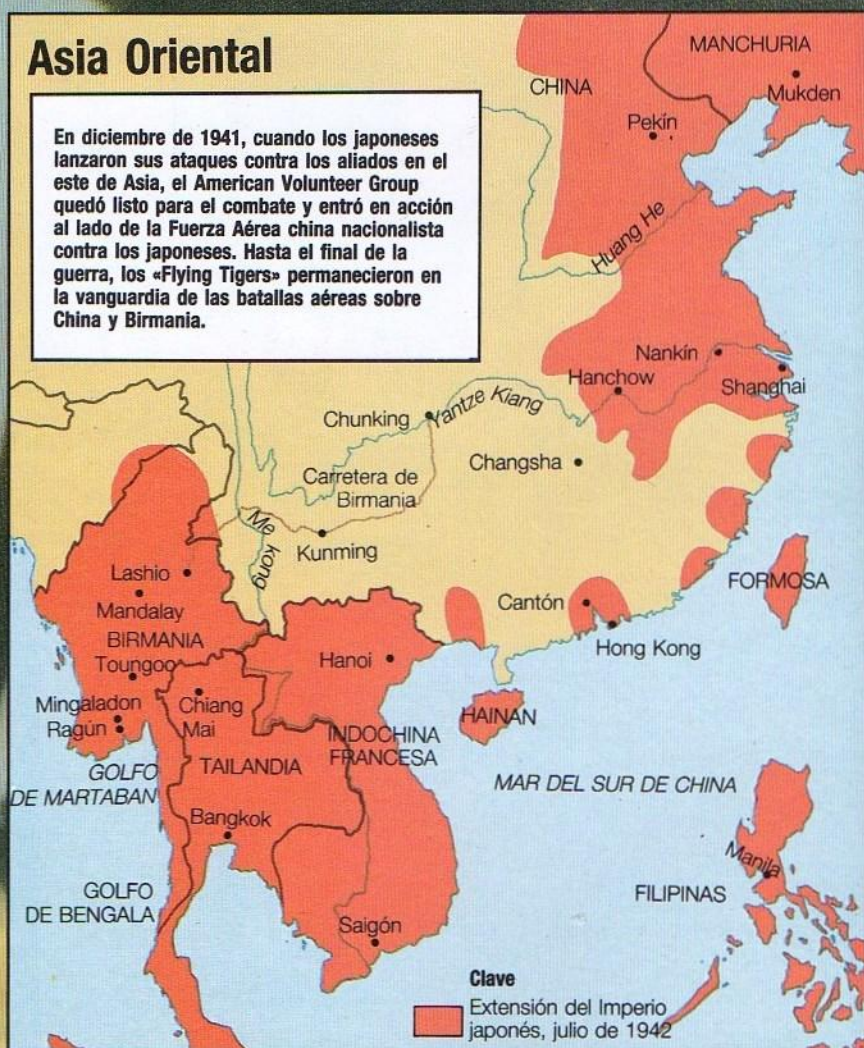 Asia Oriental
En diciembre de 1941, cuando los japoneses
lanzaron sus ataques contra los aliados en el
este de Asia, el American Volunteer Group
quedó listo para el combate y entró en acción
al lado de la Fuerza Aérea china nacionalista
contra los japoneses. Hasta el final de la
guerra, los «Flying Tigers» permanecieron en
la vanguardia de las batallas aéreas sobre
China y Birmania.
MANCHURIA
CHINA
Mukden
Pekín
Huang He
Nankín
Hanchow
Shanghai
Chunking
Yantze Kiang
Changsha
Carretera de
Birmania
Me kong
Kunming
Lashio
Mandalay
BIRMANIA
Toungoo
Mingaladon
Ragún
Chiang
Mai
Hanoi
Cantón
Hong Kong
FORMOSA
HAINAN
INDOCHINA
FRANCESA
TAILANDIA
GOLFO
DE MARTABAN
MAR DEL SUR DE CHINA
Bangkok
Manila
GOLFO
DE BENGALA
FILIPINAS
Saigón
Clave
Extensión del Imperio
japonés, julio de 1942